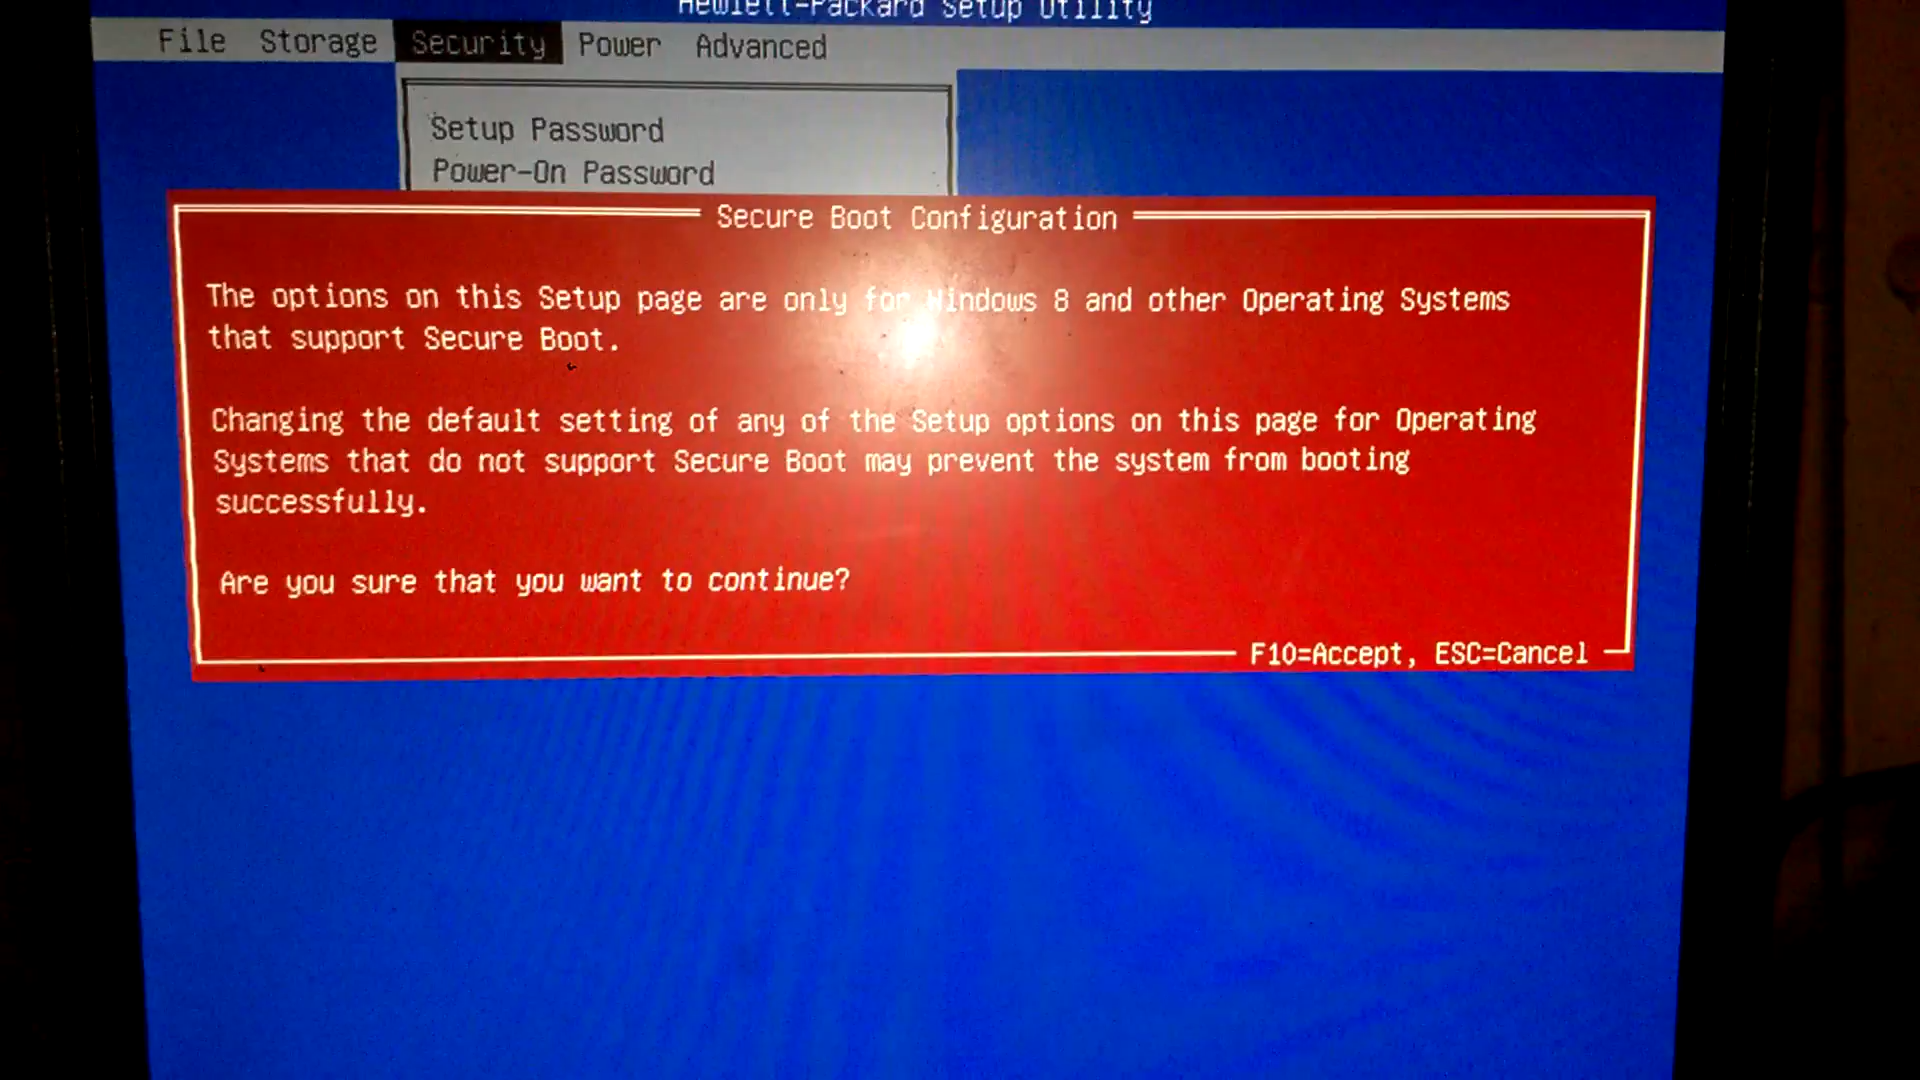 Hewlett-Packard Setup Utility
File Storage Security Power Advanced
Setup Password
Power-On Password
Secure Boot Configuration
The options on this Setup page are only for Windows 8 and other Operating Systems
that support Secure Boot.
Changing the default setting of any of the Setup options on this page for Operating
Systems that do not support Secure Boot may prevent the system from booting
successfully.
Are you sure that you want to continue?
F10=Accept, ESC=Cancel